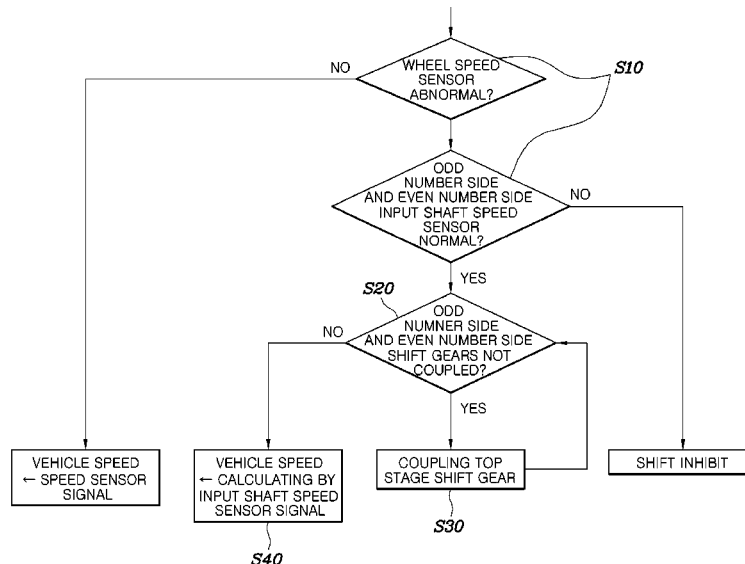 NO
WHEEL SPEED
SENSOR
ABNORMAL?
S10
ODD
NUMBER SIDE
AND EVEN NUMBER SIDE
INPUT SHAFT SPEED
SENSOR
NORMAL?
NO
YES
S20
NO
ODD
NUMNER SIDE
AND EVEN NUMBER SIDE
SHIFT GEARS NOT
COUPLED?
YES
VEHICLE SPEED
← SPEED SENSOR
SIGNAL
VEHICLE SPEED
← CALCULATING BY
INPUT SHAFT SPEED
SENSOR SIGNAL
S40
COUPLING TOP
STAGE SHIFT GEAR
S30
SHIFT INHIBIT